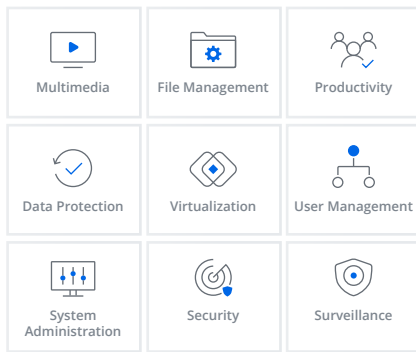 Multimedia
File Management
Productivity
Data Protection
Virtualization
User Management
System
Administration
Security
Surveillance